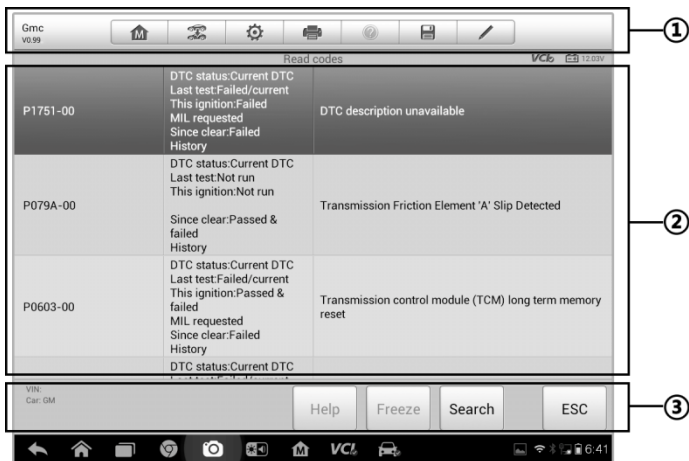 Gmc
V0.99
①
Read codes
VCI 12.03V
P1751-00
DTC status:Current DTC
Last test:Failed/current
This ignition:Failed
MIL requested
Since clear:Failed
History
DTC description unavailable
P079A-00
DTC status:Current DTC
Last test:Not run
This ignition:Not run
Since clear:Passed &
failed
History
Transmission Friction Element 'A' Slip Detected
②
P0603-00
DTC status:Current DTC
Last test:Failed/current
This ignition:Passed &
failed
MIL requested
Since clear:Failed
History
Transmission control module (TCM) long term memory
reset
DTC status:Current DTC
VIN:
Car: GM
Help
Freeze
Search
ESC
③
M
VCI
6:41